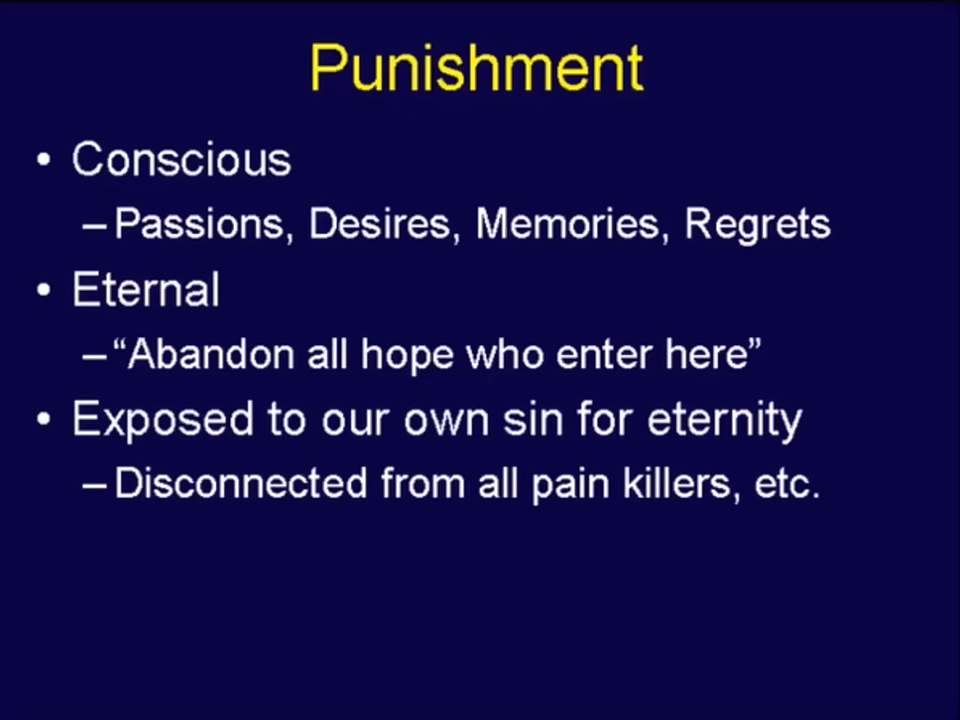 Punishment
• Conscious
– Passions, Desires, Memories, Regrets
• Eternal
– “Abandon all hope who enter here”
• Exposed to our own sin for eternity
– Disconnected from all pain killers, etc.